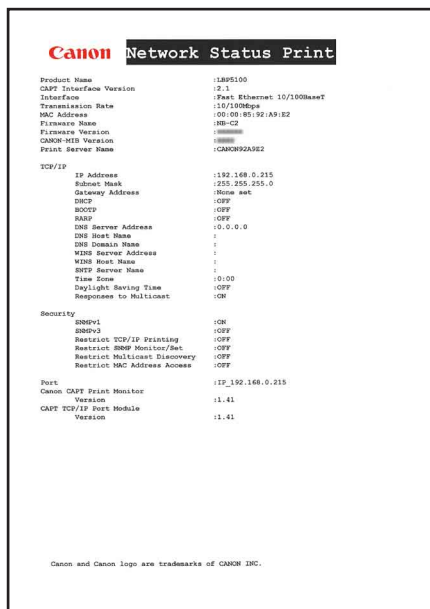 Canon Network Status Print
Product Name :LBP5100
CAPT Interface Version :2.1
Interface :Fast Ethernet 10/100BaseT
Transmission Rate :10/100Mbps
MAC Address :00:00:85:92:A9:E2
Firmware Name :NB-C2
Firmware Version :
CANON-MIB Version :
Print Server Name :CANON92A9E2
TCP/IP
IP Address :192.168.0.215
Subnet Mask :255.255.255.0
Gateway Address :None set
DHCP :OFF
BOOTP :OFF
RARP :OFF
DNS Server Address :0.0.0.0
DNS Host Name :
DNS Domain Name :
WINS Server Address :
WINS Host Name :
SNTP Server Name :
Time Zone :0:00
Daylight Saving Time :OFF
Responses to Multicast :ON
Security
SNMPv1 :ON
SNMPv3 :OFF
Restrict TCP/IP Printing :OFF
Restrict SNMP Monitor/Set :OFF
Restrict Multicast Discovery :OFF
Restrict MAC Address Access :OFF
Port :IP_192.168.0.215
Canon CAPT Print Monitor
Version :1.41
CAPT TCP/IP Port Module
Version :1.41
Canon and Canon logo are trademarks of CANON INC.